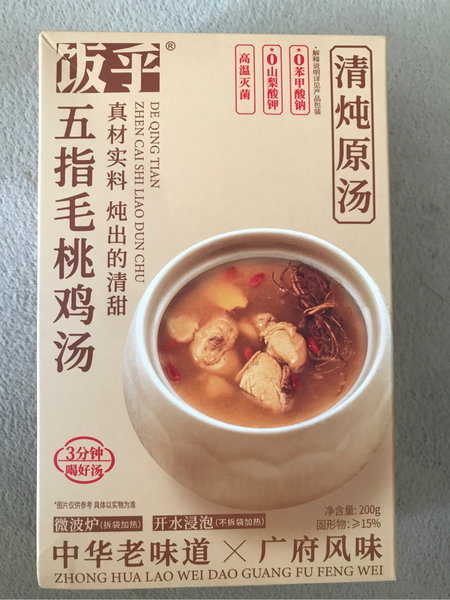 饭乎®
五指毛桃鸡汤
真材实料 炖出的清甜
ZHEN CAI SHI LIAO DUN CHU
DE QING TIAN
高温灭菌
*0山梨酸钾
*0苯甲酸钠
*解释说明详见产品包装
清炖原汤
3分钟
喝好汤
*图片仅供参考 具体以实物为准
微波炉(拆袋加热)
开水浸泡(不拆袋加热)
净含量:200g
固形物:≥15%
中华老味道×广府风味
ZHONG HUA LAO WEI DAO GUANG FU FENG WEI